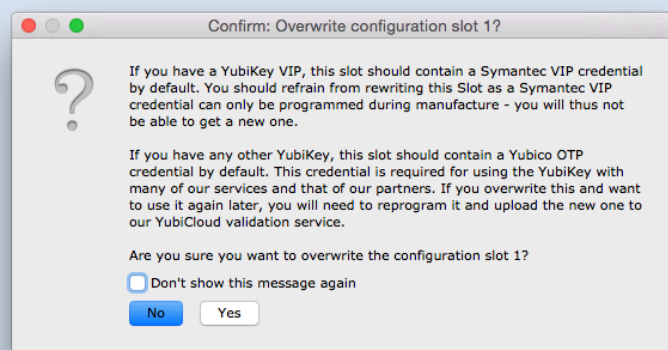 Confirm: Overwrite configuration slot 1?
If you have a YubiKey VIP, this slot should contain a Symantec VIP credential
by default. You should refrain from rewriting this Slot as a Symantec VIP
credential can only be programmed during manufacture - you will thus not
be able to get a new one.
If you have any other YubiKey, this slot should contain a Yubico OTP
credential by default. This credential is required for using the YubiKey with
many of our services and that of our partners. If you overwrite this and want
to use it again later, you will need to reprogram it and upload the new one to
our YubiCloud validation service.
Are you sure you want to overwrite the configuration slot 1?
Don't show this message again
No Yes